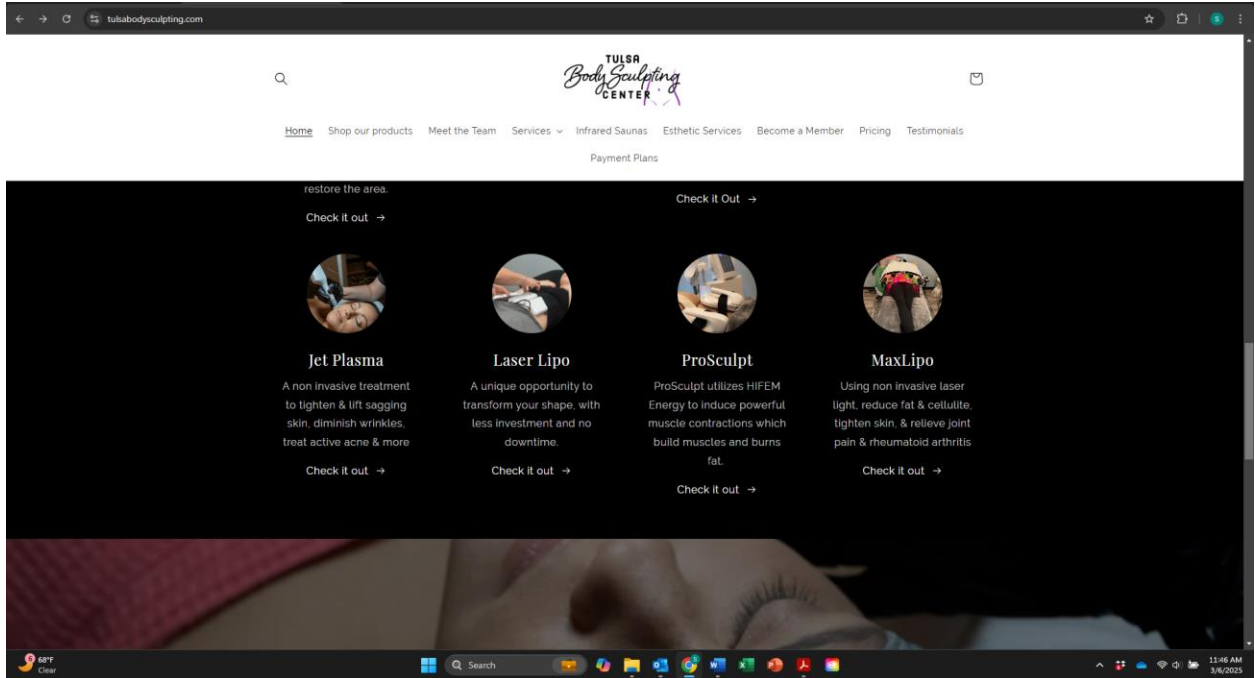 tulsabodysculpting.com
S
TULSA
Body Sculpting
CENTER
Home Shop our products Meet the Team Services Infrared Saunas Esthetic Services Become a Member Pricing Testimonials
Payment Plans
restore the area.
Check it out →
Check it Out →
Jet Plasma
A non invasive treatment
to tighten & lift sagging
skin, diminish wrinkles,
treat active acne & more
Check it out →
Laser Lipo
A unique opportunity to
transform your shape, with
less investment and no
downtime.
Check it out →
ProSculpt
ProSculpt utilizes HIFEM
Energy to induce powerful
muscle contractions which
build muscles and burns
fat.
Check it out →
MaxLipo
Using non invasive laser
light, reduce fat & cellulite,
tighten skin, & relieve joint
pain & rheumatoid arthritis
Check it out →
68°F
Clear
Search
11:46 AM
3/6/2025